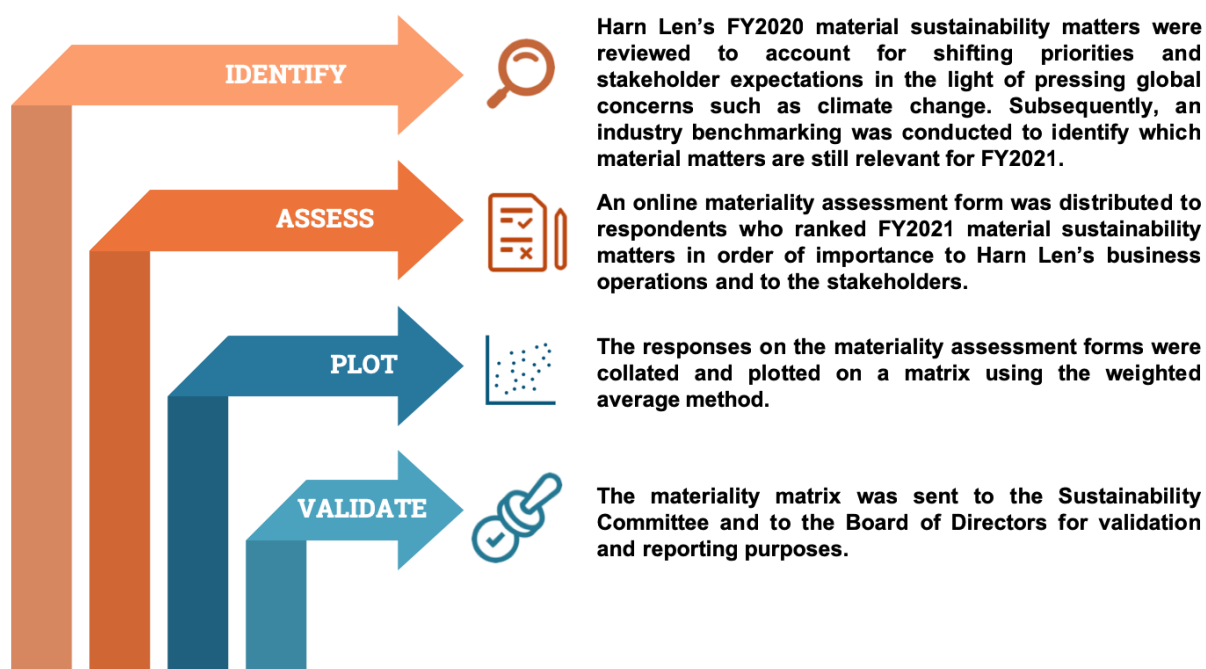 IDENTIFY
Harn Len’s FY2020 material sustainability matters were
reviewed to account for shifting priorities and
stakeholder expectations in the light of pressing global
concerns such as climate change. Subsequently, an
industry benchmarking was conducted to identify which
material matters are still relevant for FY2021.
ASSESS
An online materiality assessment form was distributed to
respondents who ranked FY2021 material sustainability
matters in order of importance to Harn Len’s business
operations and to the stakeholders.
PLOT
The responses on the materiality assessment forms were
collated and plotted on a matrix using the weighted
average method.
VALIDATE
The materiality matrix was sent to the Sustainability
Committee and to the Board of Directors for validation
and reporting purposes.